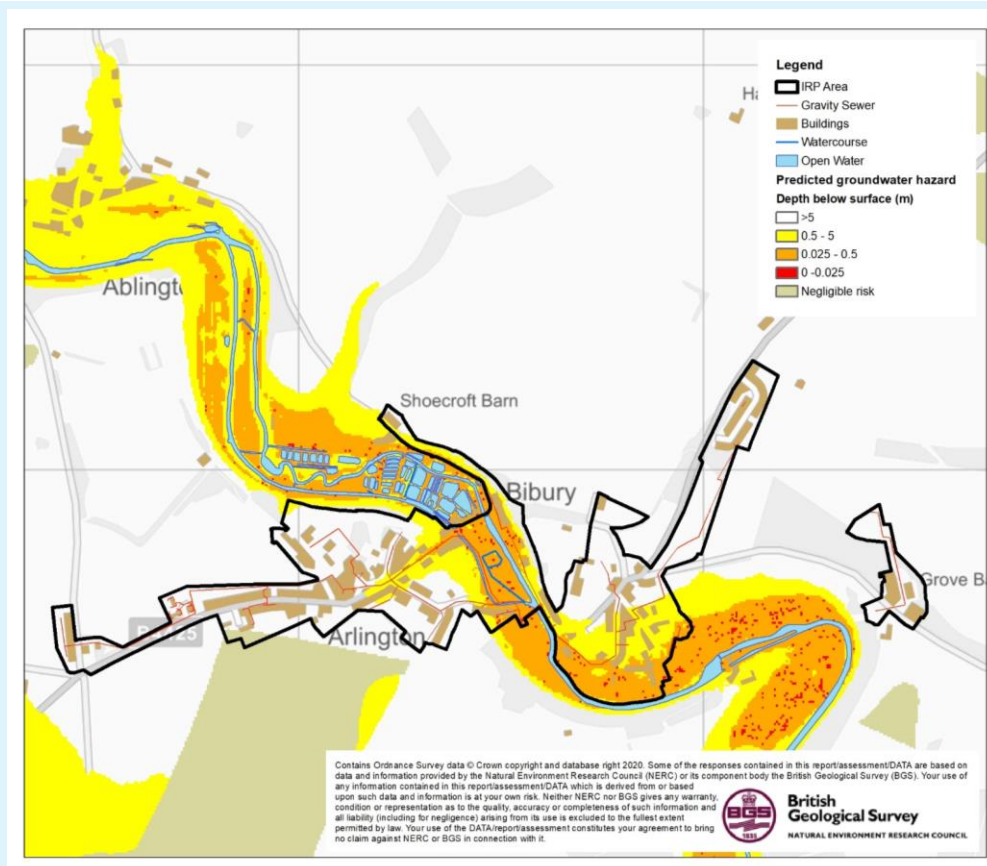 Legend
IRP Area
Gravity Sewer
Buildings
Watercourse
Open Water
Predicted groundwater hazard
Depth below surface (m)
>5
0.5 - 5
0.025 - 0.5
0 -0.025
Negligible risk
Ha
Ablingt
Shoecroft Barn
Bibury
Grove B
Arlington
Contains Ordnance Survey data © Crown copyright and database right 2020. Some of the responses contained in this report/assessment/DATA are based on
data and information provided by the Natural Environment Research Council (NERC) or its component body the British Geological Survey (BGS). Your use of
any information contained in this report/assessment/DATA which is derived from or based
upon such data and information is at your own risk. Neither NERC nor BGS gives any warranty,
condition or representation as to the quality, accuracy or completeness of such information and
all liability (including for negligence) arising from its use is excluded to the fullest extent
permitted by law. Your use of the DATA/report/assessment constitutes your agreement to bring
no claim against NERC or BGS in connection with it.
BGS
1835
British
Geological Survey
NATURAL ENVIRONMENT RESEARCH COUNCIL